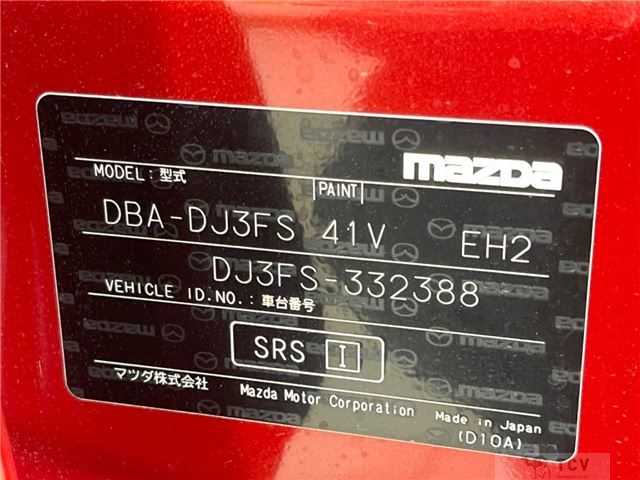 mazda
MODEL:型式 PAINT
DBA-DJ3FS 41V EH2
DJ3FS-332388
VEHICLE ID.NO.:車台番号
SRS I
マツダ株式会社 Mazda Motor Corporation Made in Japan
(D10A)
TCV